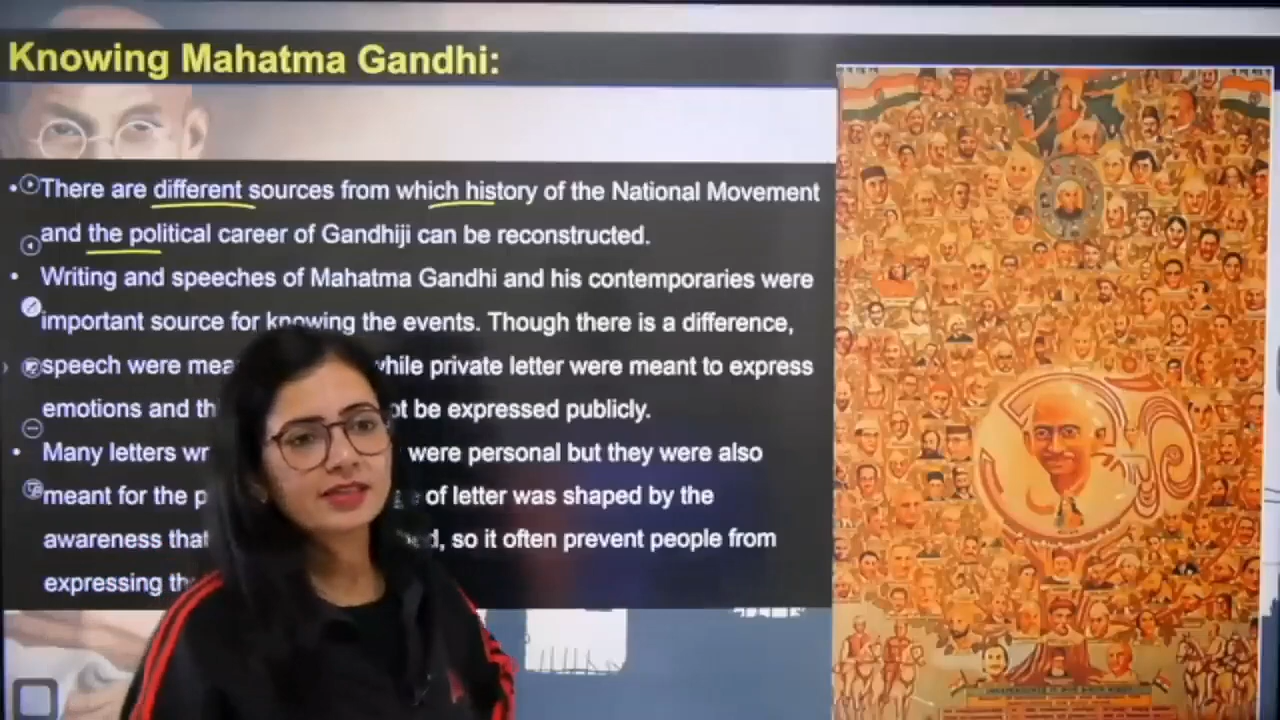 Knowing Mahatma Gandhi:
• There are different sources from which history of the National Movement
and the political career of Gandhiji can be reconstructed.
• Writing and speeches of Mahatma Gandhi and his contemporaries were
important source for knowing the events. Though there is a difference,
speech were mea while private letter were meant to express
emotions and th ot be expressed publicly.
• Many letters wr were personal but they were also
meant for the p of letter was shaped by the
awareness that ed, so it often prevent people from
expressing th